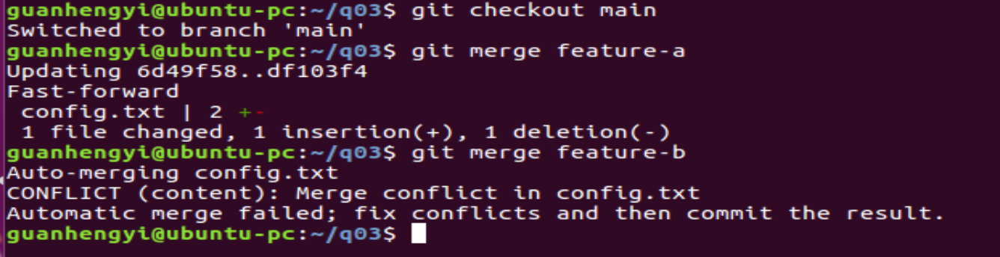 guanhengyi@ubuntu-pc:~/q03$ git checkout main
Switched to branch 'main'
guanhengyi@ubuntu-pc:~/q03$ git merge feature-a
Updating 6d49f58..df103f4
Fast-forward
 config.txt | 2 +-
 1 file changed, 1 insertion(+), 1 deletion(-)
guanhengyi@ubuntu-pc:~/q03$ git merge feature-b
Auto-merging config.txt
CONFLICT (content): Merge conflict in config.txt
Automatic merge failed; fix conflicts and then commit the result.
guanhengyi@ubuntu-pc:~/q03$